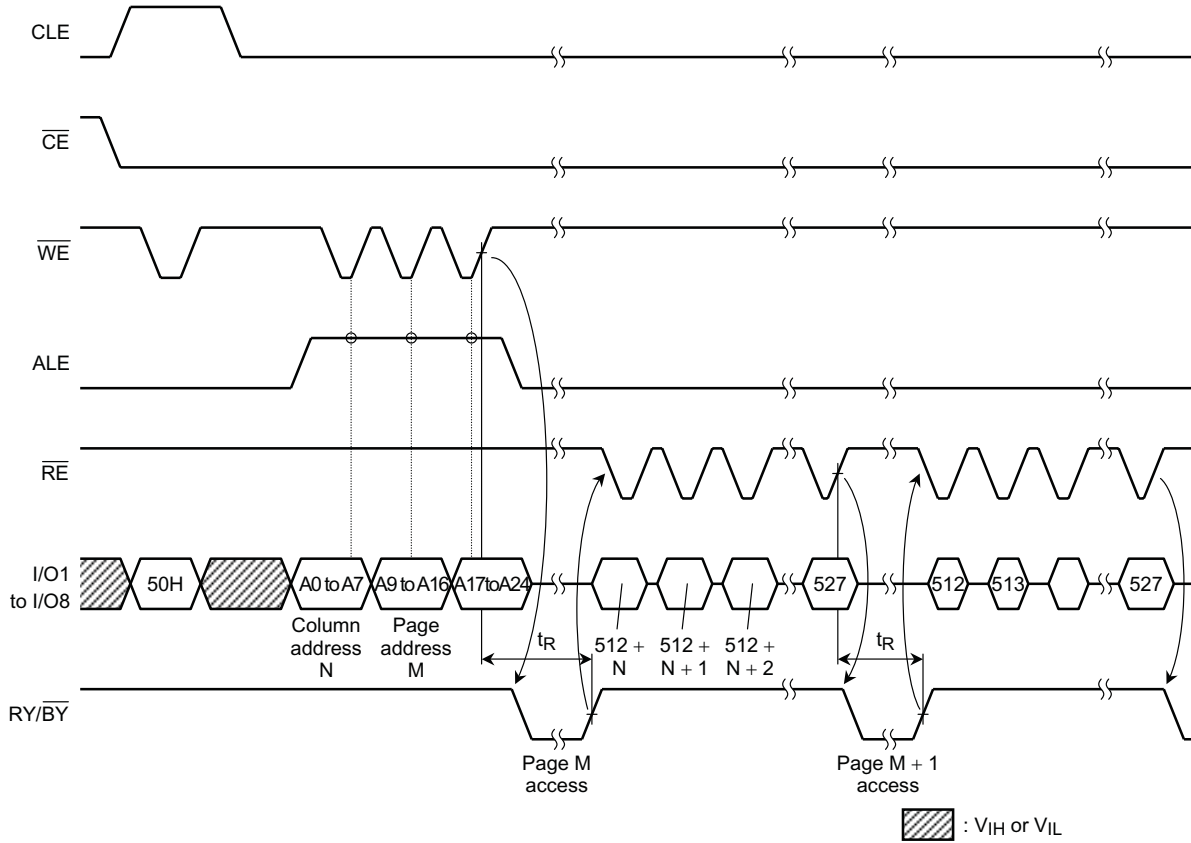 CLE
CE
WE
ALE
RE
I/O1
to I/O8
50H
A0 to A7
A9 to A16
A17 to A24
527
512
513
527
Column
address
N
Page
address
M
tR
512 +
N
512 +
N + 1
512 +
N + 2
tR
RY/BY
Page M
access
Page M + 1
access
: VIH or VIL